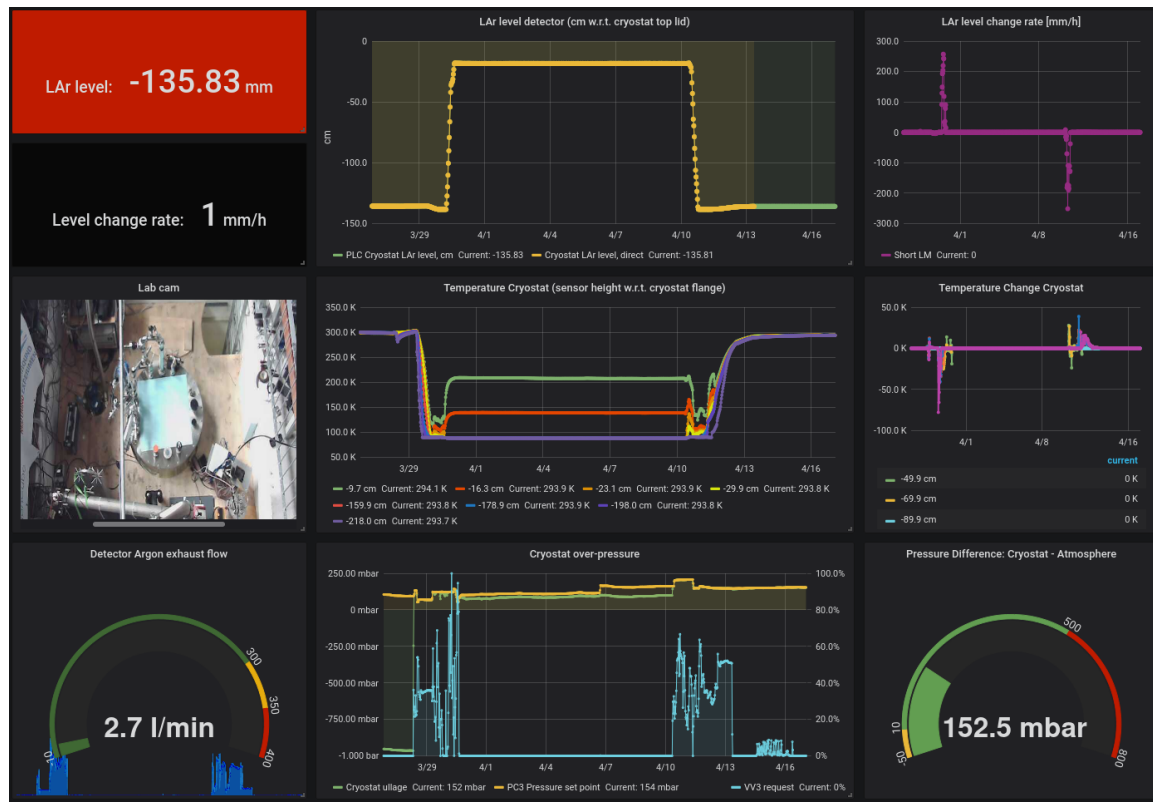 LAr level: -135.83 mm
Level change rate: 1 mm/h
LAr level detector (cm w.r.t. cryostat top lid)
cm
0
-50.0
-100.0
-150.0
3/29 4/1 4/4 4/7 4/10 4/13 4/16
PLC Cryostat LAr level, cm Current: -135.83 Cryostat LAr level, direct Current: -135.81
LAr level change rate [mm/h]
300.0
200.0
100.0
0
-100.0
-200.0
-300.0
4/1 4/8 4/16
Short LM Current: 0
Lab cam
Temperature Cryostat (sensor height w.r.t. cryostat flange)
350.0 K
300.0 K
250.0 K
200.0 K
150.0 K
100.0 K
50.0 K
3/29 4/1 4/4 4/7 4/10 4/13 4/16
-9.7 cm Current: 294.1 K -16.3 cm Current: 293.9 K -23.1 cm Current: 293.9 K -29.9 cm Current: 293.8 K
-159.9 cm Current: 293.8 K -178.9 cm Current: 293.9 K -198.0 cm Current: 293.8 K
-218.0 cm Current: 293.7 K
Temperature Change Cryostat
50.0 K
0 K
-50.0 K
-100.0 K
4/1 4/8 4/16
current
-49.9 cm 0 K
-69.9 cm 0 K
-89.9 cm 0 K
Detector Argon exhaust flow
-10
300
350
400
2.7 l/min
Cryostat over-pressure
250.00 mbar
0 mbar
-250.00 mbar
-500.00 mbar
-750.00 mbar
-1.000 bar
100.0%
80.0%
60.0%
40.0%
20.0%
0%
3/29 4/1 4/4 4/7 4/10 4/13 4/16
Cryostat ullage Current: 152 mbar PC3 Pressure set point Current: 154 mbar VV3 request Current: 0%
Pressure Difference: Cryostat - Atmosphere
-50
10
500
800
152.5 mbar